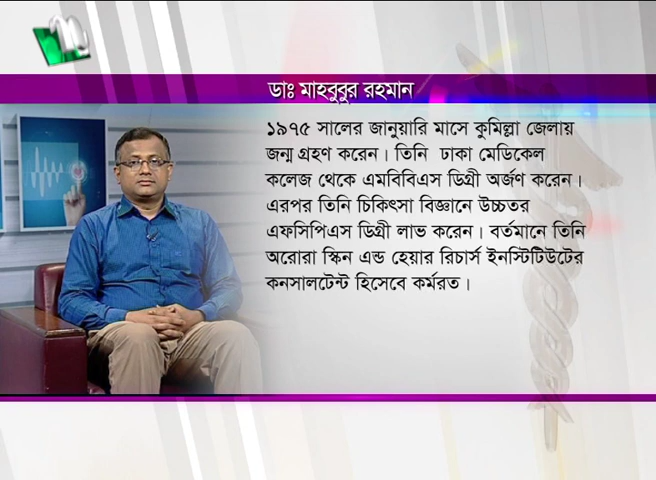 ডাঃ মাহবুবুর রহমান
১৯৭৫ সালের জানুয়ারি মাসে কুমিল্লা জেলায়
জন্ম গ্রহণ করেন। তিনি ঢাকা মেডিকেল
কলেজ থেকে এমবিবিএস ডিগ্রী অর্জণ করেন।
এরপর তিনি চিকিৎসা বিজ্ঞানে উচ্চতর
এফসিপিএস ডিগ্রী লাভ করেন। বর্তমানে তিনি
অরোরা স্কিন এন্ড হেয়ার রিচার্স ইনস্টিটিউটের
কনসালটেন্ট হিসেবে কর্মরত।